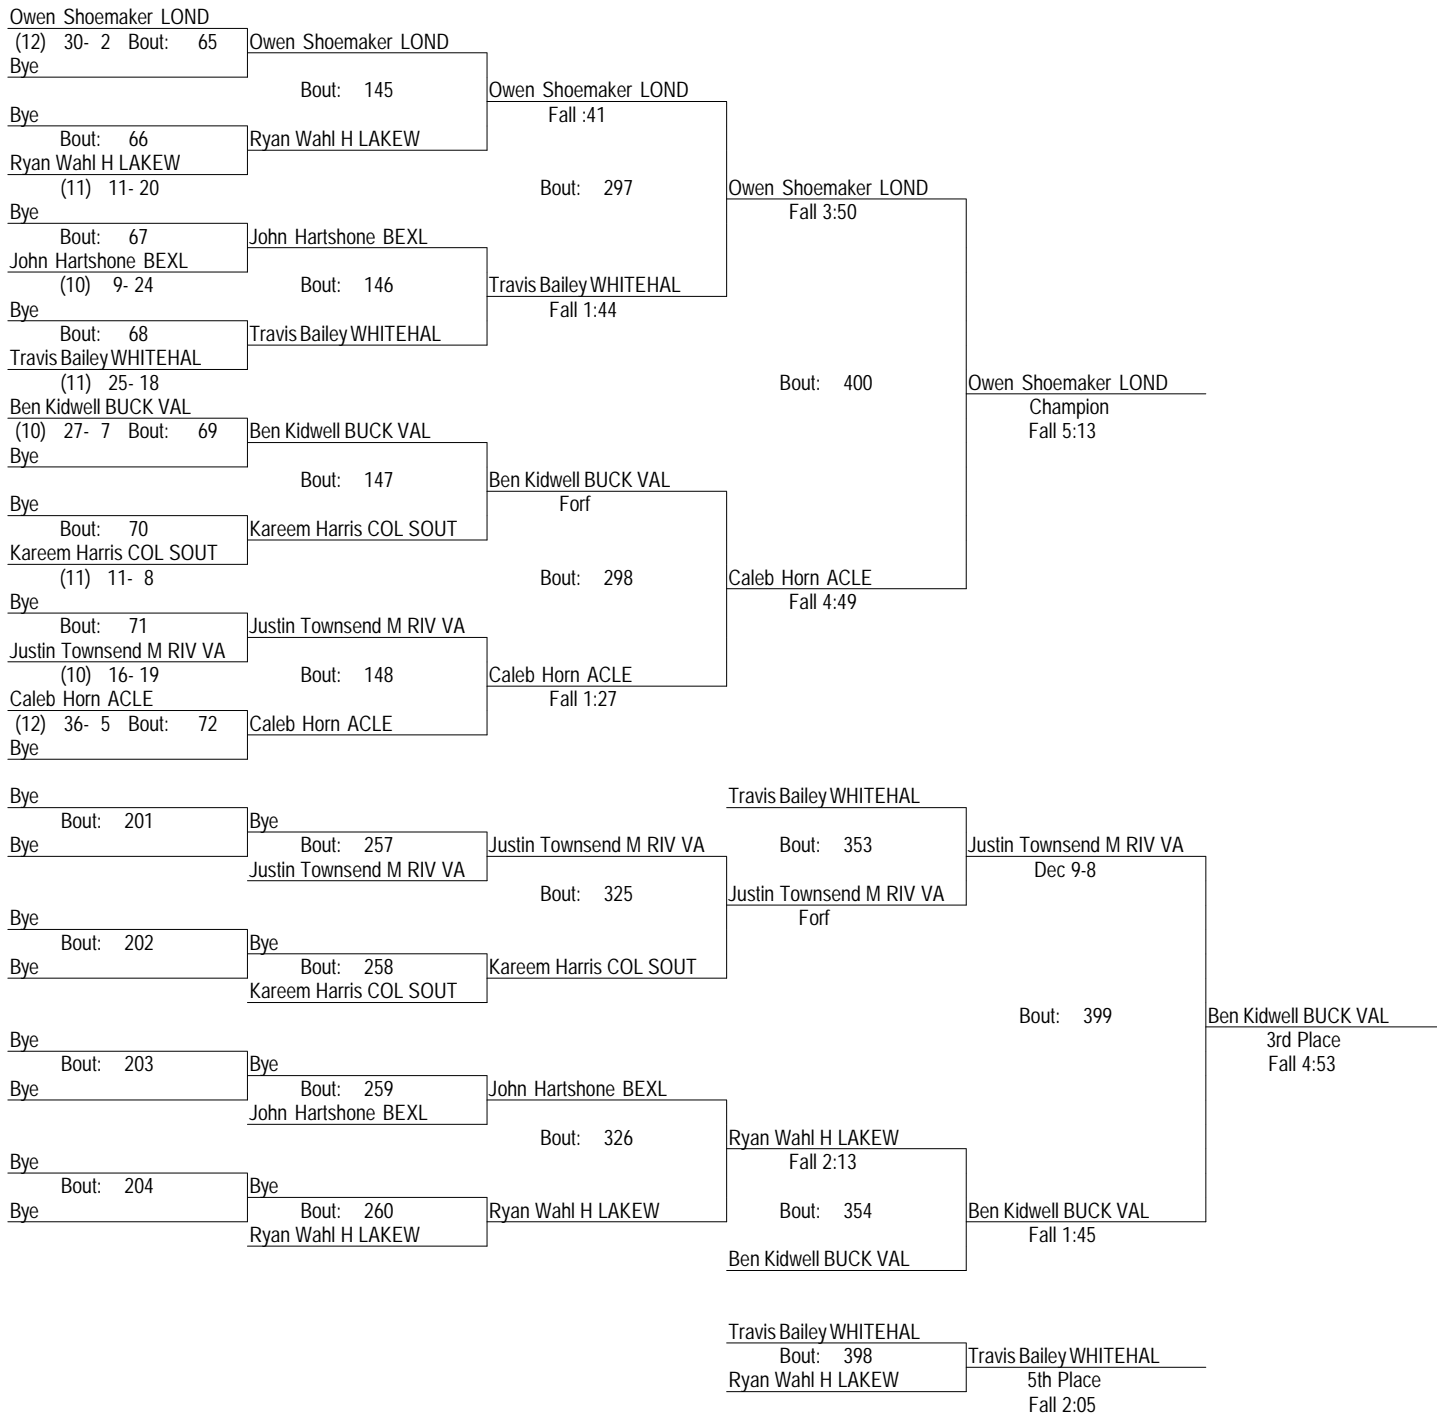 Owen Shoemaker LOND
(12) 30- 2 Bout: 65 Owen Shoemaker LOND
Bye
Bout: 145 Owen Shoemaker LOND
Bye Fall :41
Bout: 66 Ryan Wahl H LAKEW
Ryan Wahl H LAKEW
(11) 11- 20 Bout: 297 Owen Shoemaker LOND
Bye Fall 3:50
Bout: 67 John Hartshone BEXL
John Hartshone BEXL
(10) 9- 24 Bout: 146 Travis Bailey WHITEHAL
Bye Fall 1:44
Bout: 68 Travis Bailey WHITEHAL
Travis Bailey WHITEHAL
(11) 25- 18 Bout: 400 Owen Shoemaker LOND
Ben Kidwell BUCK VAL Champion
(10) 27- 7 Bout: 69 Ben Kidwell BUCK VAL Fall 5:13
Bye
Bout: 147 Ben Kidwell BUCK VAL
Bye Forf
Bout: 70 Kareem Harris COL SOUT
Kareem Harris COL SOUT
(11) 11- 8 Bout: 298 Caleb Horn ACLE
Bye Fall 4:49
Bout: 71 Justin Townsend M RIV VA
Justin Townsend M RIV VA
(10) 16- 19 Bout: 148 Caleb Horn ACLE
Caleb Horn ACLE Fall 1:27
(12) 36- 5 Bout: 72 Caleb Horn ACLE
Bye
Bye Travis Bailey WHITEHAL
Bout: 201 Bye
Bye Bout: 257 Justin Townsend M RIV VA Bout: 353 Justin Townsend M RIV VA
Justin Townsend M RIV VA Dec 9-8
Bout: 325 Justin Townsend M RIV VA
Bye Forf
Bout: 202 Bye
Bye Bout: 258 Kareem Harris COL SOUT
Kareem Harris COL SOUT
Bout: 399 Ben Kidwell BUCK VAL
Bye 3rd Place
Bout: 203 Bye Fall 4:53
Bye Bout: 259 John Hartshone BEXL
John Hartshone BEXL
Bout: 326 Ryan Wahl H LAKEW
Bye Fall 2:13
Bout: 204 Bye
Bye Bout: 260 Ryan Wahl H LAKEW Bout: 354 Ben Kidwell BUCK VAL
Ryan Wahl H LAKEW Fall 1:45
Ben Kidwell BUCK VAL
Travis Bailey WHITEHAL
Bout: 398 Travis Bailey WHITEHAL
Ryan Wahl H LAKEW 5th Place
Fall 2:05